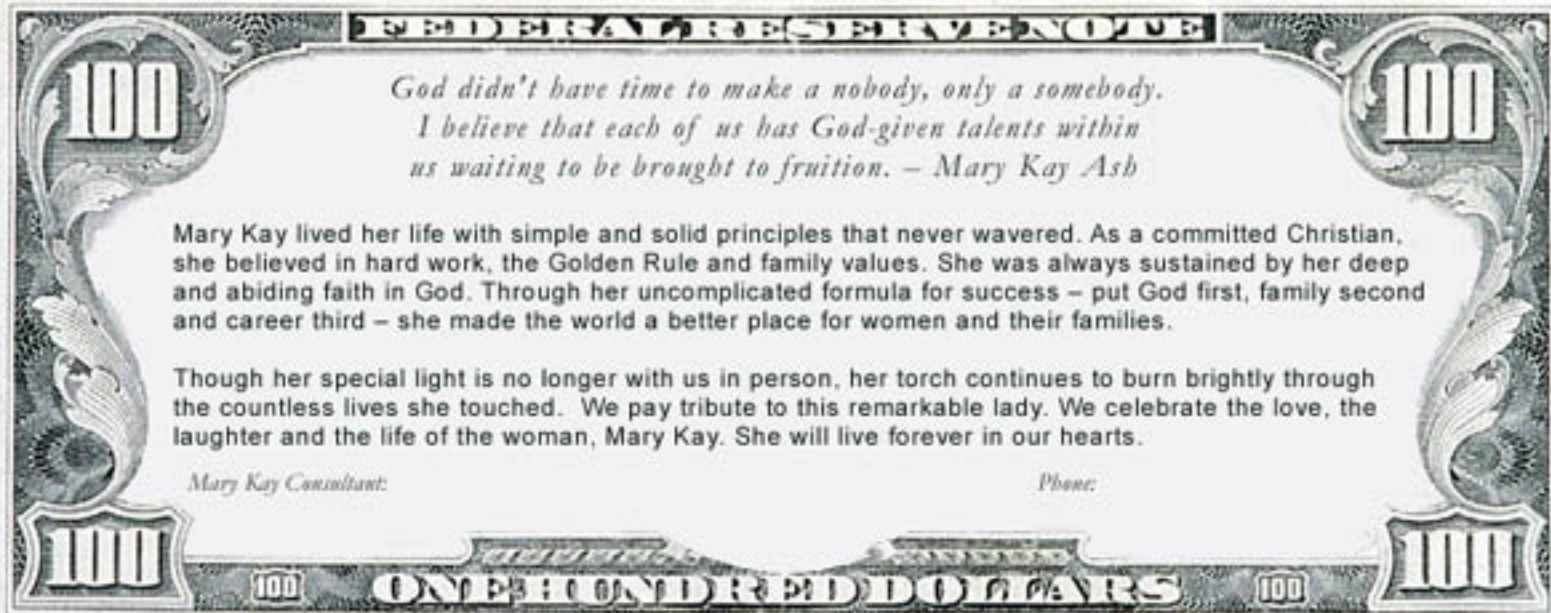 FEDERAL RESERVE NOTE
100
100
God didn't have time to make a nobody, only a somebody.
I believe that each of us has God-given talents within
us waiting to be brought to fruition. – Mary Kay Ash
Mary Kay lived her life with simple and solid principles that never wavered. As a committed Christian,
she believed in hard work, the Golden Rule and family values. She was always sustained by her deep
and abiding faith in God. Through her uncomplicated formula for success – put God first, family second
and career third – she made the world a better place for women and their families.
Though her special light is no longer with us in person, her torch continues to burn brightly through
the countless lives she touched.  We pay tribute to this remarkable lady. We celebrate the love, the
laughter and the life of the woman, Mary Kay. She will live forever in our hearts.
Mary Kay Consultant: Phone:
100
100
100 ONE HUNDRED DOLLARS 100